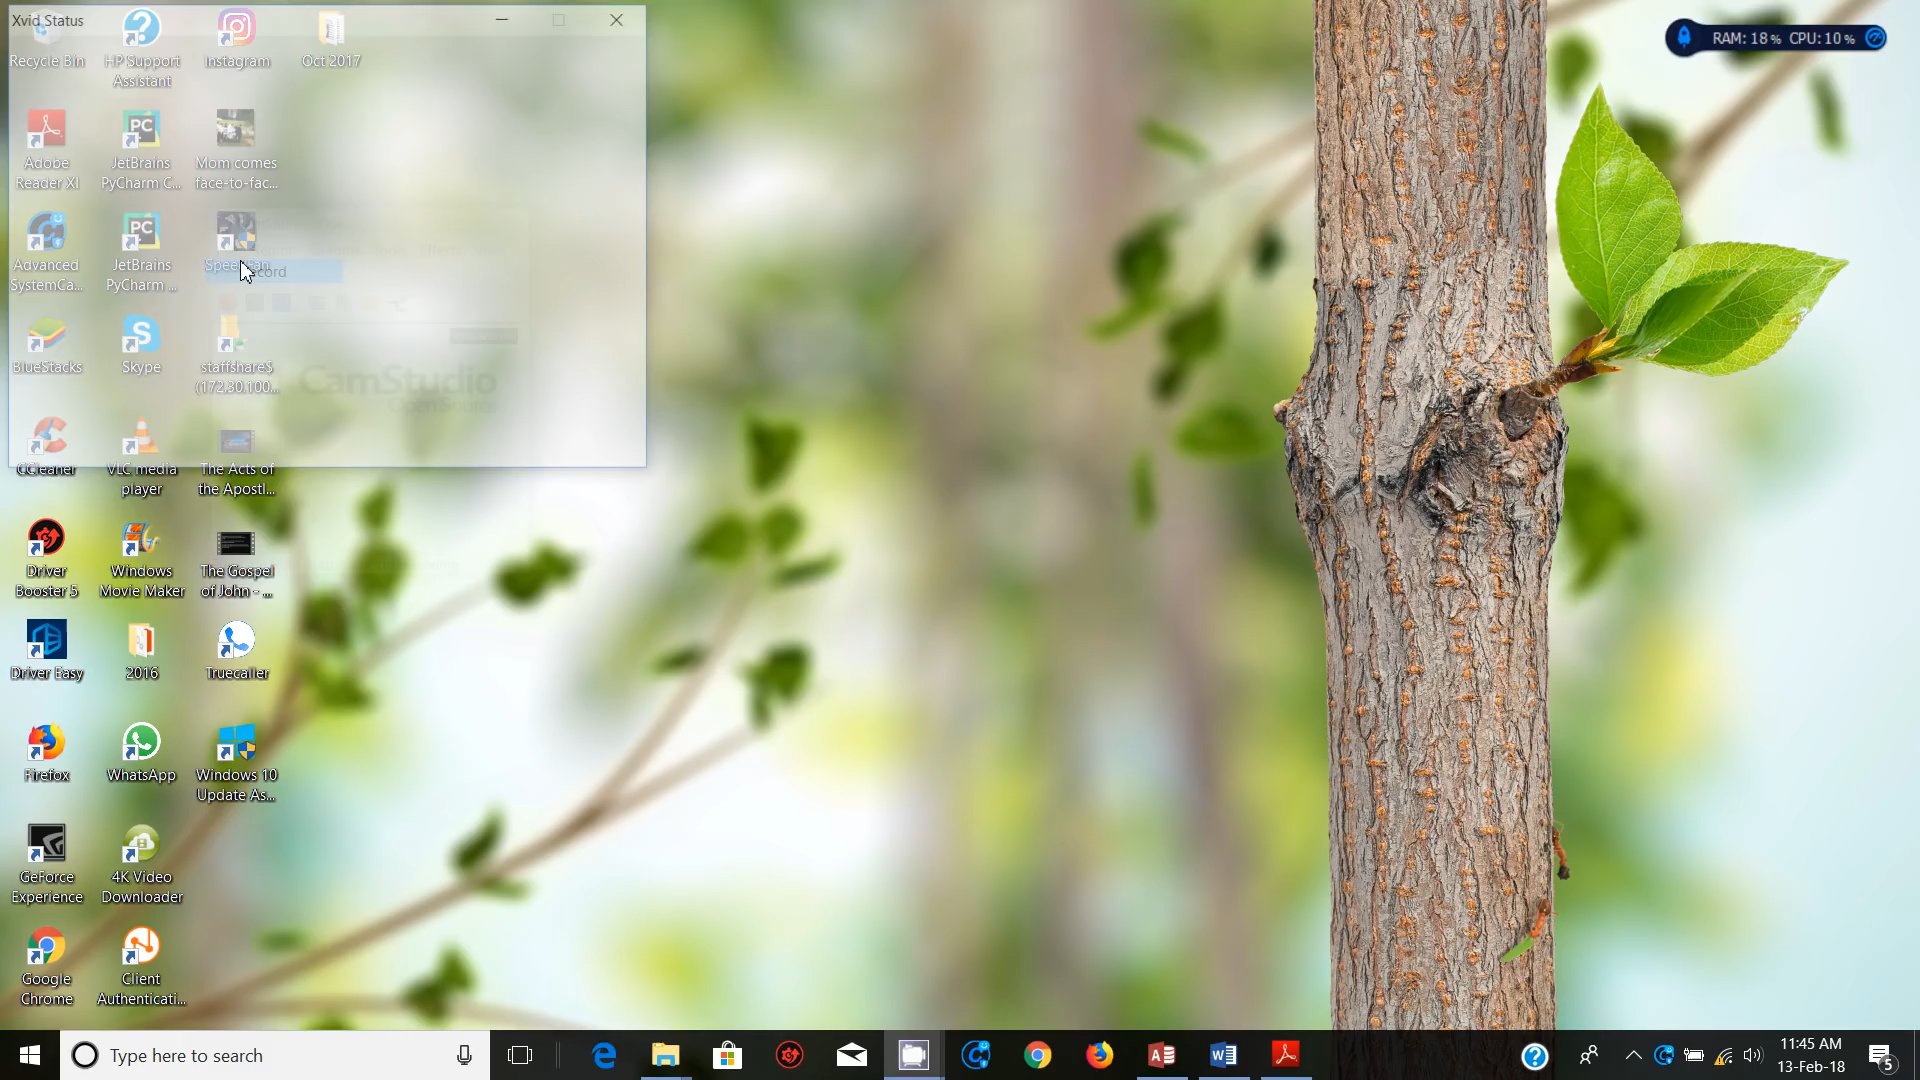 Xvid Status
Recycle Bin
HP Support
Assistant
Instagram
Oct 2017
RAM: 18 % CPU: 10 %
Adobe
Reader XI
JetBrains
PyCharm C...
Mom comes
face-to-fac...
Advanced
SystemCa...
JetBrains
PyCharm ...
BlueStacks
Skype
staffshare$
(172.30.100...
CamStudio
Open Source
CCleaner
VLC media
player
The Acts of
the Apostl...
Driver
Booster 5
Windows
Movie Maker
The Gospel
of John - ...
Driver Easy
2016
Truecaller
Firefox
WhatsApp
Windows 10
Update As...
GeForce
Experience
4K Video
Downloader
Google
Chrome
Client
Authenticati...
Type here to search
11:45 AM
13-Feb-18
5